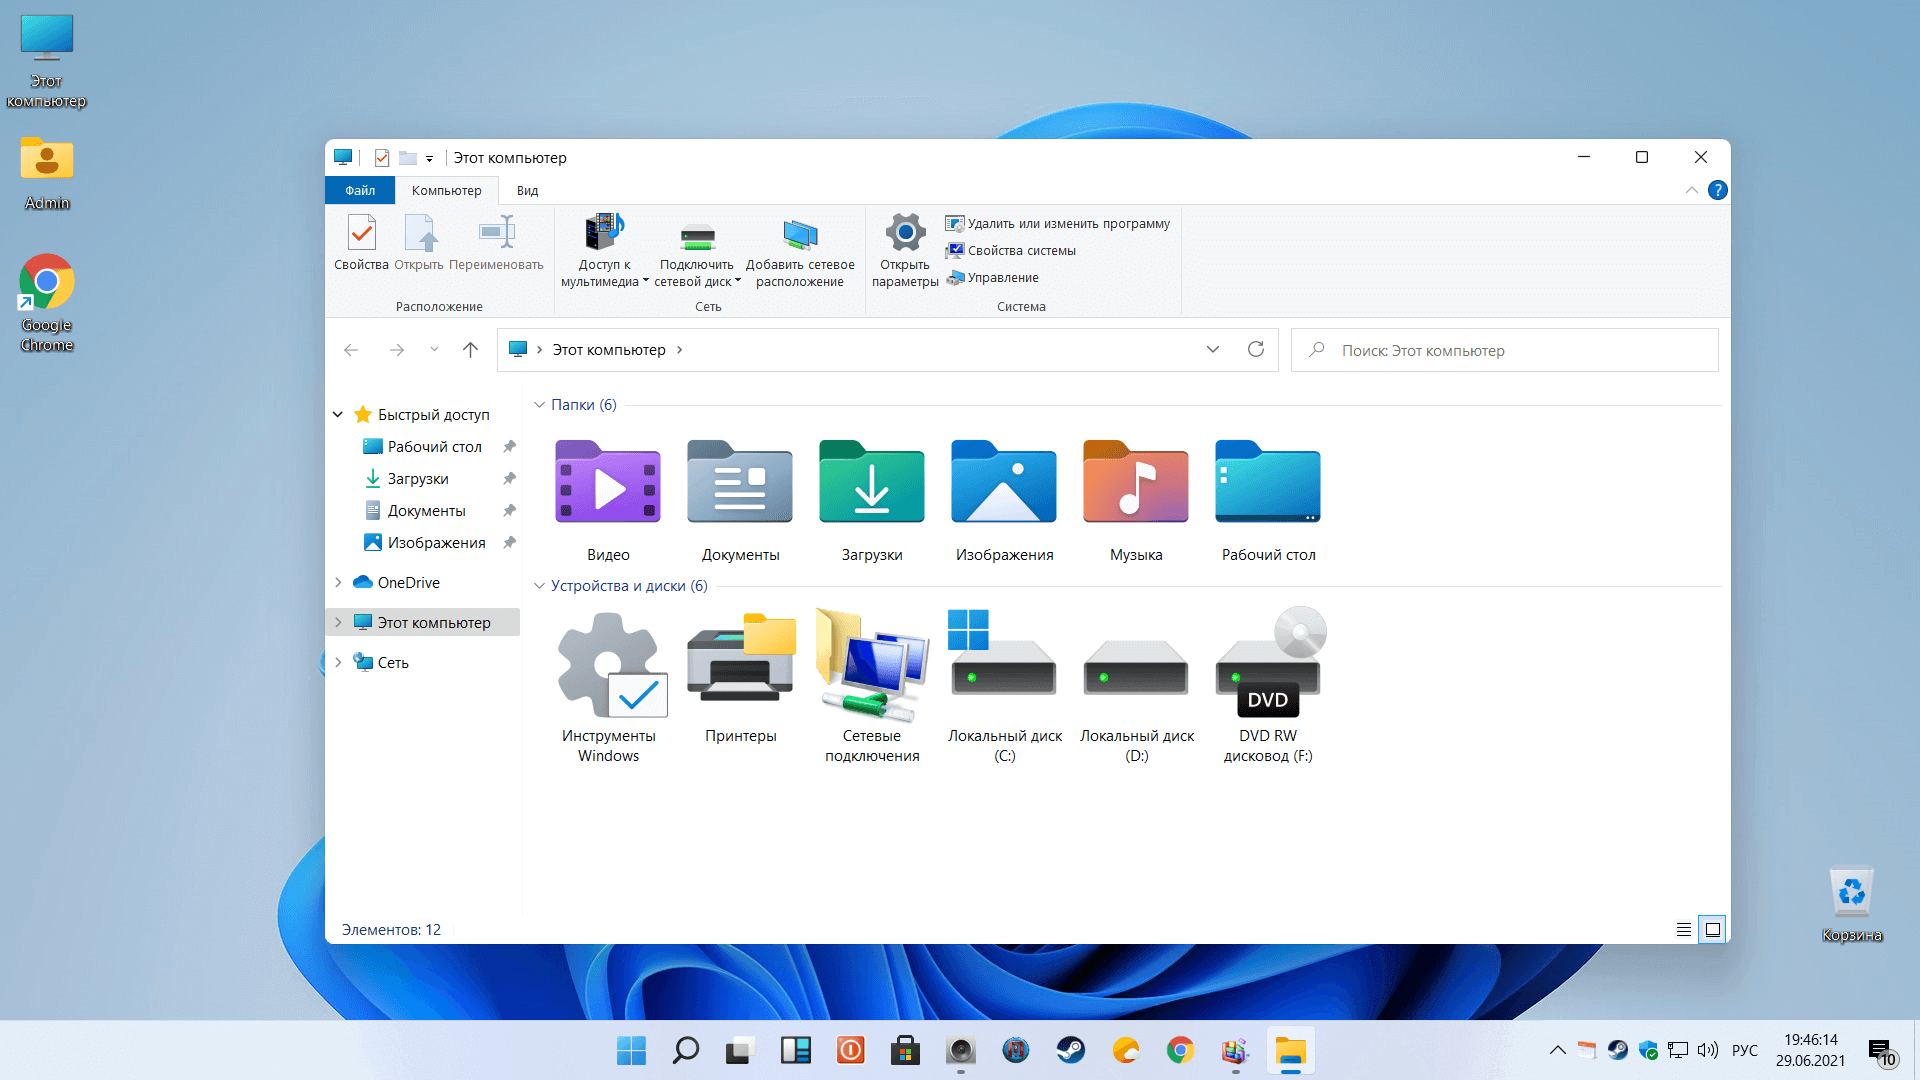 Этот
компьютер
Admin
Google
Chrome
Этот компьютер
Файл
Компьютер
Вид
?
Свойства
Открыть
Переименовать
Расположение
Доступ к
мультимедиа
Подключить
сетевой диск
Добавить сетевое
расположение
Сеть
Открыть
параметры
Удалить или изменить программу
Свойства системы
Управление
Система
Этот компьютер
Поиск: Этот компьютер
Быстрый доступ
Рабочий стол
Загрузки
Документы
Изображения
OneDrive
Этот компьютер
Сеть
Папки (6)
Видео
Документы
Загрузки
Изображения
Музыка
Рабочий стол
Устройства и диски (6)
Инструменты
Windows
Принтеры
Сетевые
подключения
Локальный диск
(C:)
Локальный диск
(D:)
DVD
DVD RW
дисковод (F:)
Элементов: 12
Корзина
РУС
19:46:14
29.06.2021
10